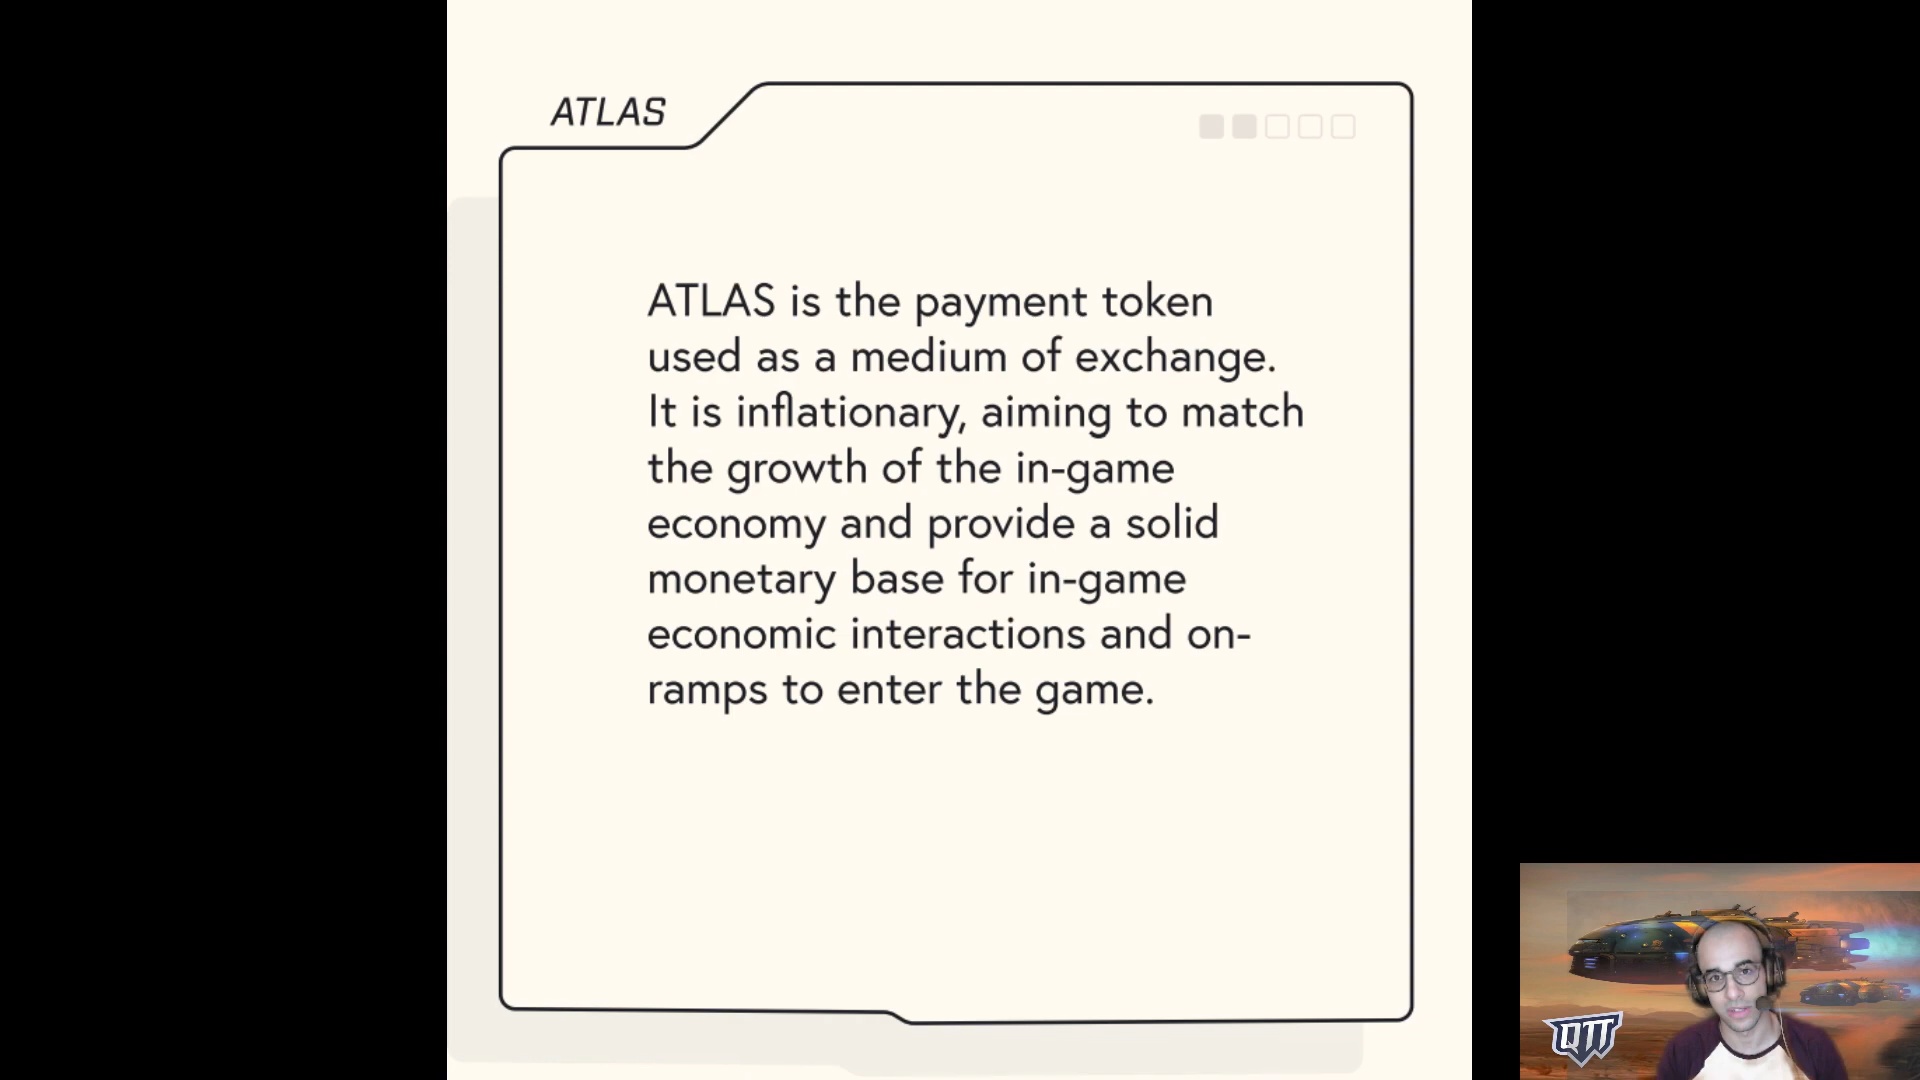 ATLAS
ATLAS is the payment token
used as a medium of exchange.
It is inflationary, aiming to match
the growth of the in-game
economy and provide a solid
monetary base for in-game
economic interactions and on-
ramps to enter the game.